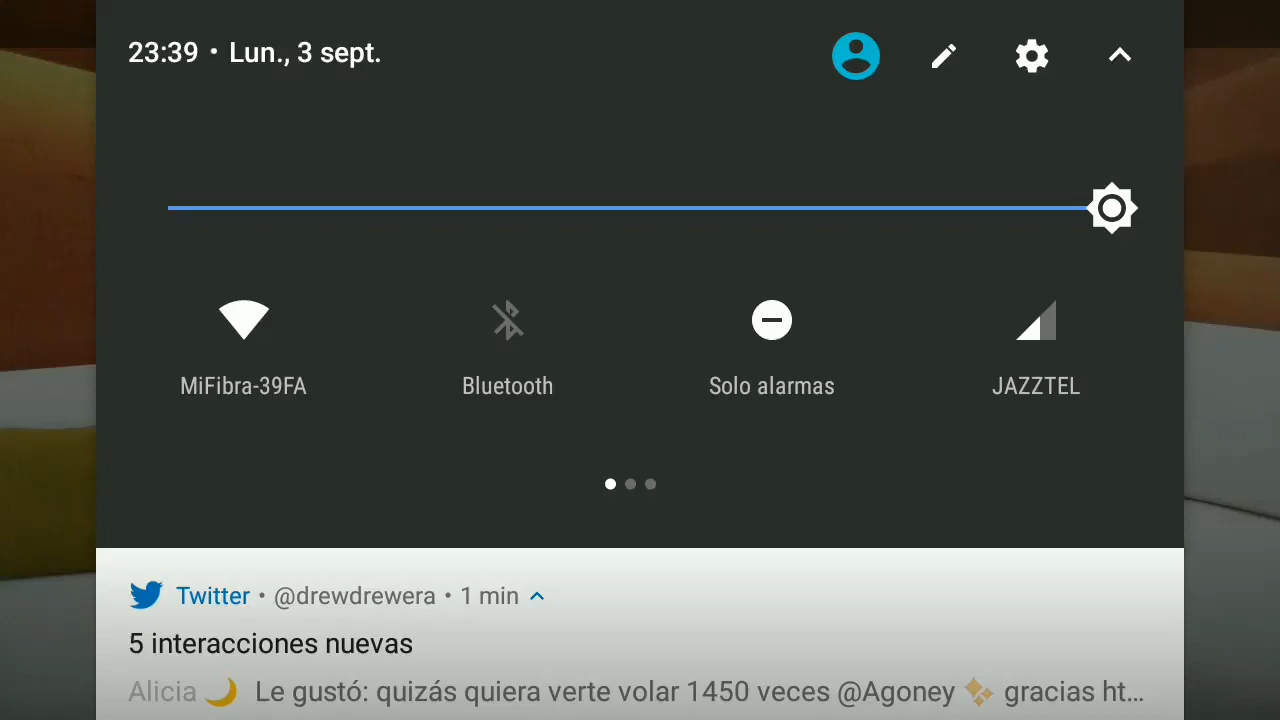 23:39 • Lun., 3 sept.
MiFibra-39FA
Bluetooth
Solo alarmas
JAZZTEL
Twitter • @drewdrewera • 1 min
5 interacciones nuevas
Alicia 🌙 Le gustó: quizás quiera verte volar 1450 veces @Agoney ✨ gracias ht...